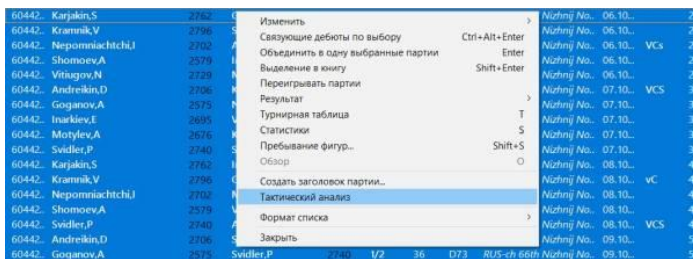 60442.. Karjakin,S 2762 Nizhnij No.. 06.10...
60442.. Kramnik,V 2796 Изменить Nizhnij No.. 06.10...
60442.. Nepomniachtchi,I 2702 Связующие дебюты по выбору Ctrl+Alt+Enter Nizhnij No.. 06.10... VCs
60442.. Shomoev,A 2579 Объединить в одну выбранные партии Enter Nizhnij No.. 06.10...
60442.. Vitiugov,N 2729 Выделение в книгу Shift+Enter Nizhnij No.. 06.10...
60442.. Andreikin,D 2706 Переигрывать партии Nizhnij No.. 07.10... VCS
60442.. Goganov,A 2575 Результат Nizhnij No.. 07.10...
60442.. Inarkiev,E 2695 Турнирная таблица T Nizhnij No.. 07.10...
60442.. Motylev,A 2676 Статистики S Nizhnij No.. 07.10...
60442.. Svidler,P 2740 Пребывание фигур... Shift+S Nizhnij No.. 07.10...
60442.. Karjakin,S 2762 Обзор O Nizhnij No.. 08.10...
60442.. Kramnik,V 2796 Создать заголовок партии... Nizhnij No.. 08.10... vC
60442.. Nepomniachtchi,I 2702 Тактический анализ Nizhnij No.. 08.10...
60442.. Shomoev,A 2579 Формат списка Nizhnij No.. 08.10...
60442.. Svidler,P 2740 Nizhnij No.. 08.10... VCS
60442.. Andreikin,D 2706 Закрыть Nizhnij No.. 09.10...
60442.. Goganov,A 2575 Svidler,P 2740 1/2 36 D73 RUS-ch 66th Nizhnij No.. 09.10...